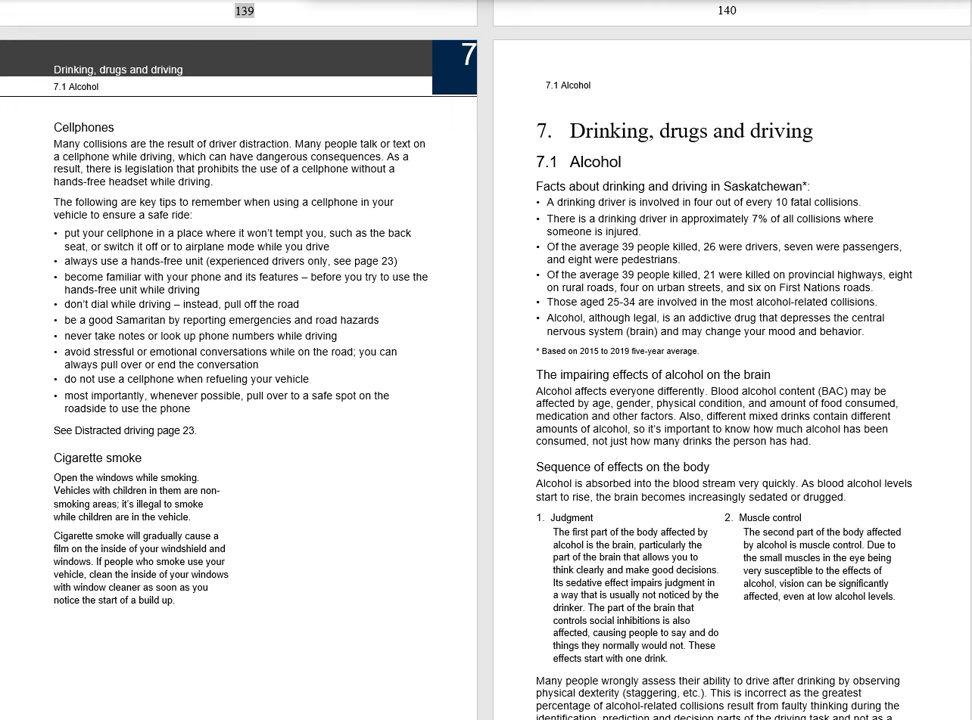 139
Drinking, drugs and driving
7
7.1 Alcohol
Cellphones
Many collisions are the result of driver distraction. Many people talk or text on
a cellphone while driving, which can have dangerous consequences. As a
result, there is legislation that prohibits the use of a cellphone without a
hands-free headset while driving.
The following are key tips to remember when using a cellphone in your
vehicle to ensure a safe ride:
• put your cellphone in a place where it won't tempt you, such as the back
seat, or switch it off or to airplane mode while you drive
• always use a hands-free unit (experienced drivers only, see page 23)
• become familiar with your phone and its features – before you try to use the
hands-free unit while driving
• don't dial while driving – instead, pull off the road
• be a good Samaritan by reporting emergencies and road hazards
• never take notes or look up phone numbers while driving
• avoid stressful or emotional conversations while on the road; you can
always pull over or end the conversation
• do not use a cellphone when refueling your vehicle
• most importantly, whenever possible, pull over to a safe spot on the
roadside to use the phone
See Distracted driving page 23.
Cigarette smoke
Open the windows while smoking.
Vehicles with children in them are non-
smoking areas; it's illegal to smoke
while children are in the vehicle.
Cigarette smoke will gradually cause a
film on the inside of your windshield and
windows. If people who smoke use your
vehicle, clean the inside of your windows
with window cleaner as soon as you
notice the start of a build up.
140
7.1 Alcohol
7. Drinking, drugs and driving
7.1 Alcohol
Facts about drinking and driving in Saskatchewan*:
• A drinking driver is involved in four out of every 10 fatal collisions.
• There is a drinking driver in approximately 7% of all collisions where
someone is injured.
• Of the average 39 people killed, 26 were drivers, seven were passengers,
and eight were pedestrians.
• Of the average 39 people killed, 21 were killed on provincial highways, eight
on rural roads, four on urban streets, and six on First Nations roads.
• Those aged 25-34 are involved in the most alcohol-related collisions.
• Alcohol, although legal, is an addictive drug that depresses the central
nervous system (brain) and may change your mood and behavior.
* Based on 2015 to 2019 five-year average.
The impairing effects of alcohol on the brain
Alcohol affects everyone differently. Blood alcohol content (BAC) may be
affected by age, gender, physical condition, and amount of food consumed,
medication and other factors. Also, different mixed drinks contain different
amounts of alcohol, so it's important to know how much alcohol has been
consumed, not just how many drinks the person has had.
Sequence of effects on the body
Alcohol is absorbed into the blood stream very quickly. As blood alcohol levels
start to rise, the brain becomes increasingly sedated or drugged.
1. Judgment
The first part of the body affected by
alcohol is the brain, particularly the
part of the brain that allows you to
think clearly and make good decisions.
Its sedative effect impairs judgment in
a way that is usually not noticed by the
drinker. The part of the brain that
controls social inhibitions is also
affected, causing people to say and do
things they normally would not. These
effects start with one drink.
2. Muscle control
The second part of the body affected
by alcohol is muscle control. Due to
the small muscles in the eye being
very susceptible to the effects of
alcohol, vision can be significantly
affected, even at low alcohol levels.
Many people wrongly assess their ability to drive after drinking by observing
physical dexterity (staggering, etc.). This is incorrect as the greatest
percentage of alcohol-related collisions result from faulty thinking during the
identification, prediction and decision parts of the driving task and not as a